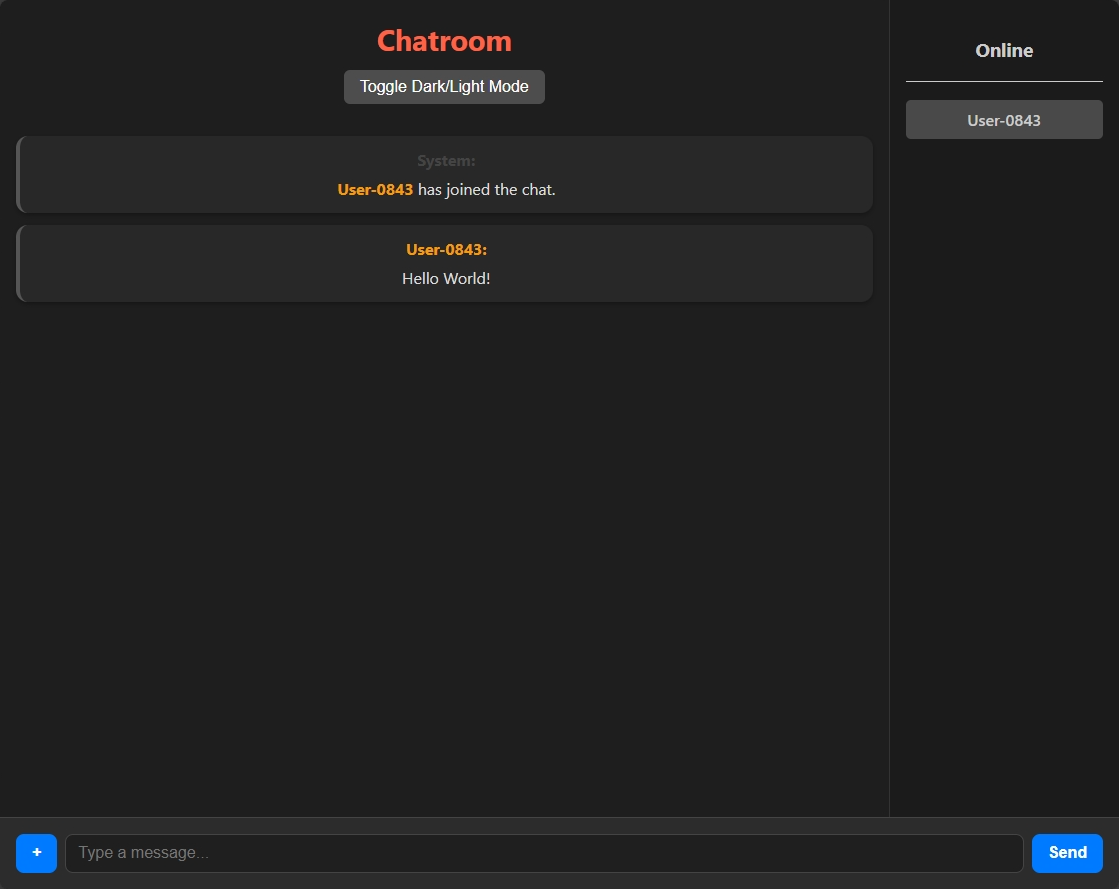 Chatroom
Toggle Dark/Light Mode
System:
User-0843 has joined the chat.
User-0843:
Hello World!
Online
User-0843
+
Type a message...
Send